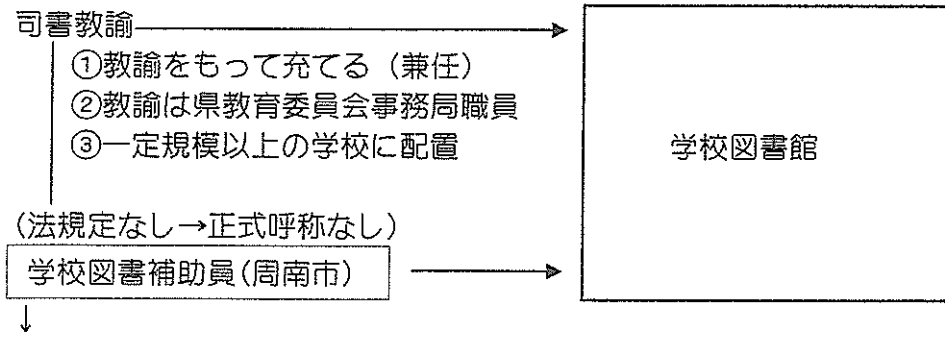 司書教諭
①教諭をもって充てる（兼任）
②教諭は県教育委員会事務局職員
③一定規模以上の学校に配置
学校図書館
（法規定なし→正式呼称なし）
学校図書補助員（周南市）
↓